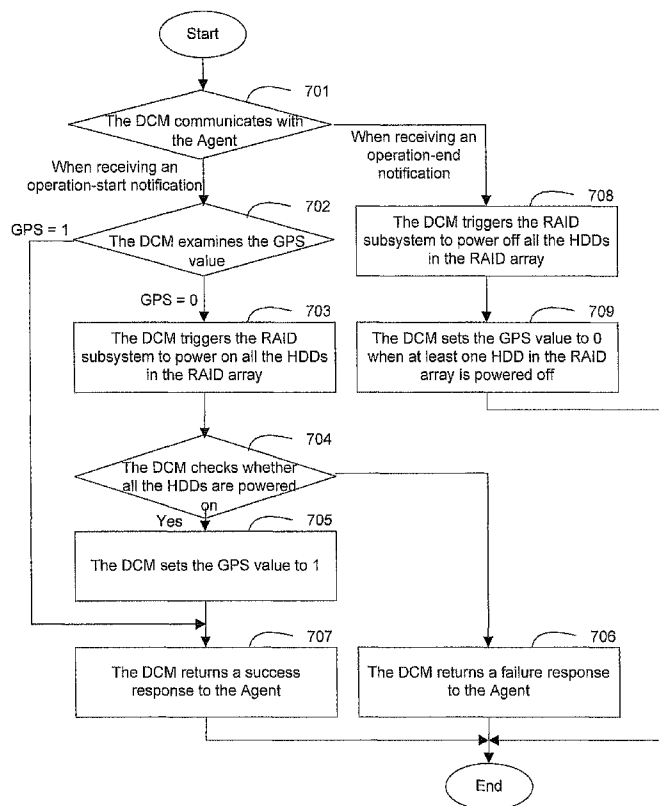 Start
701
The DCM communicates with
the Agent
When receiving an
operation-start notification
When receiving an
operation-end
notification
702
GPS = 1
The DCM examines the GPS
value
708
The DCM triggers the RAID
subsystem to power off all the HDDs
in the RAID array
GPS = 0
703
The DCM triggers the RAID
subsystem to power on all the HDDs
in the RAID array
709
The DCM sets the GPS value to 0
when at least one HDD in the RAID
array is powered off
704
The DCM checks whether
all the HDDs are powered
on
Yes
705
The DCM sets the GPS value to 1
707
The DCM returns a success
response to the Agent
706
The DCM returns a failure response
to the Agent
End